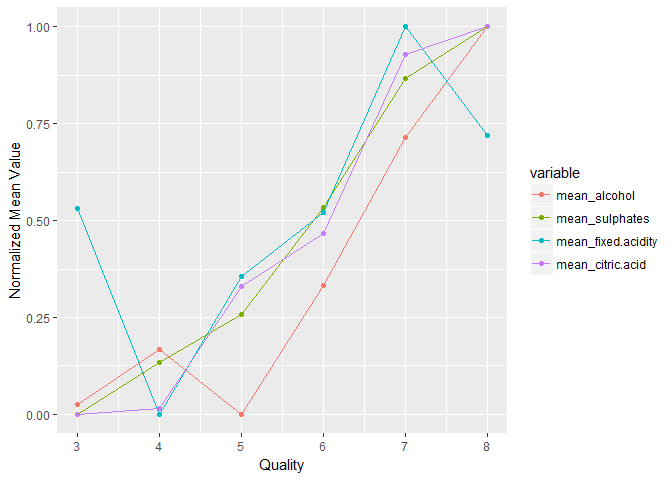 1.00
0.75
0.50
0.25
0.00
Normalized Mean Value
3 4 5 6 7 8
Quality
variable
mean_alcohol
mean_sulphates
mean_fixed.acidity
mean_citric.acid